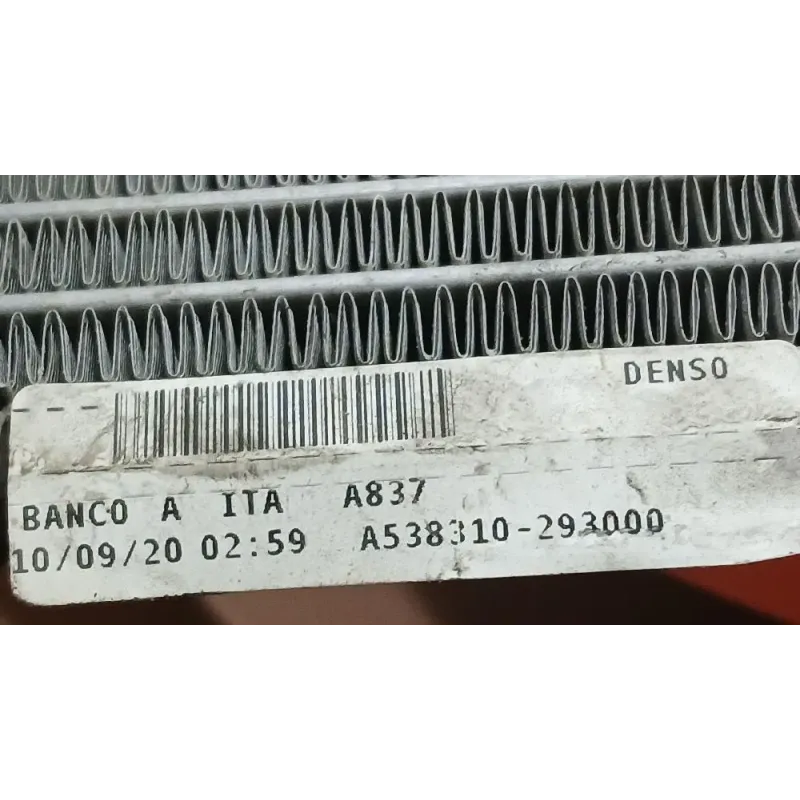 DENSO
BANCO A ITA A837
10/09/20 02:59 A538310-293000